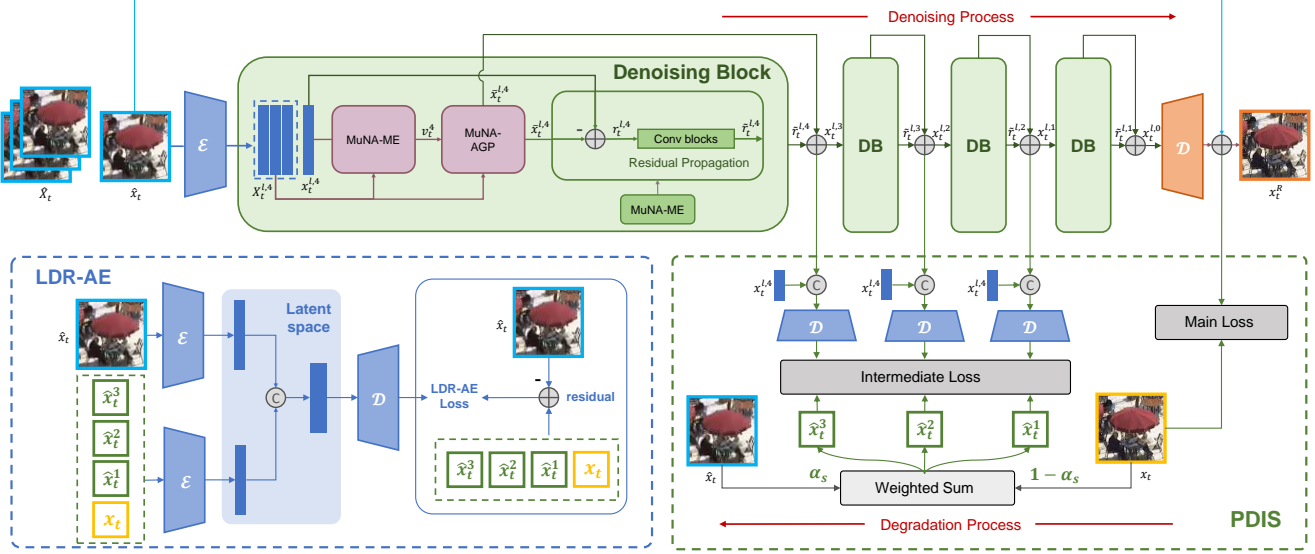 Denoising Process
Denoising Block
x̄_t^{l,4}
ℰ
MuNA-ME
v_t^4
MuNA-
AGP
x̄_t^{l,4}
-
r_t^{l,4}
Conv blocks
r̃_t^{l,4}
Residual Propagation
MuNA-ME
X_t^{l,4}
x_t^{l,4}
X̂_t
x̂_t
r̃_t^{l,4}
x_t^{l,3}
DB
r̃_t^{l,3}
x_t^{l,2}
DB
r̃_t^{l,2}
x_t^{l,1}
DB
r̃_t^{l,1}
x_t^{l,0}
𝒟
x_t^R
LDR-AE
x̂_t
ℰ
Latent
space
x̂_t^3
x̂_t^2
x̂_t^1
x_t
ℰ
C
𝒟
LDR-AE
Loss
x̂_t
-
residual
x̂_t^3
x̂_t^2
x̂_t^1
x_t
x_t^{l,4}
C
x_t^{l,4}
C
x_t^{l,4}
C
𝒟
𝒟
𝒟
Main Loss
Intermediate Loss
x̂_t^3
x̂_t^2
x̂_t^1
x̂_t
α_s
Weighted Sum
1 − α_s
x_t
Degradation Process
PDIS